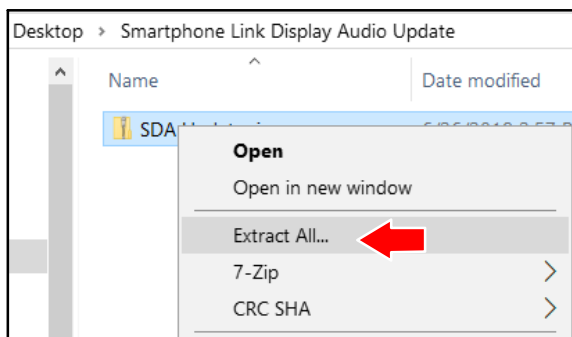 Desktop > Smartphone Link Display Audio Update
Name Date modified
SDA
Open
Open in new window
Extract All...
7-Zip
CRC SHA